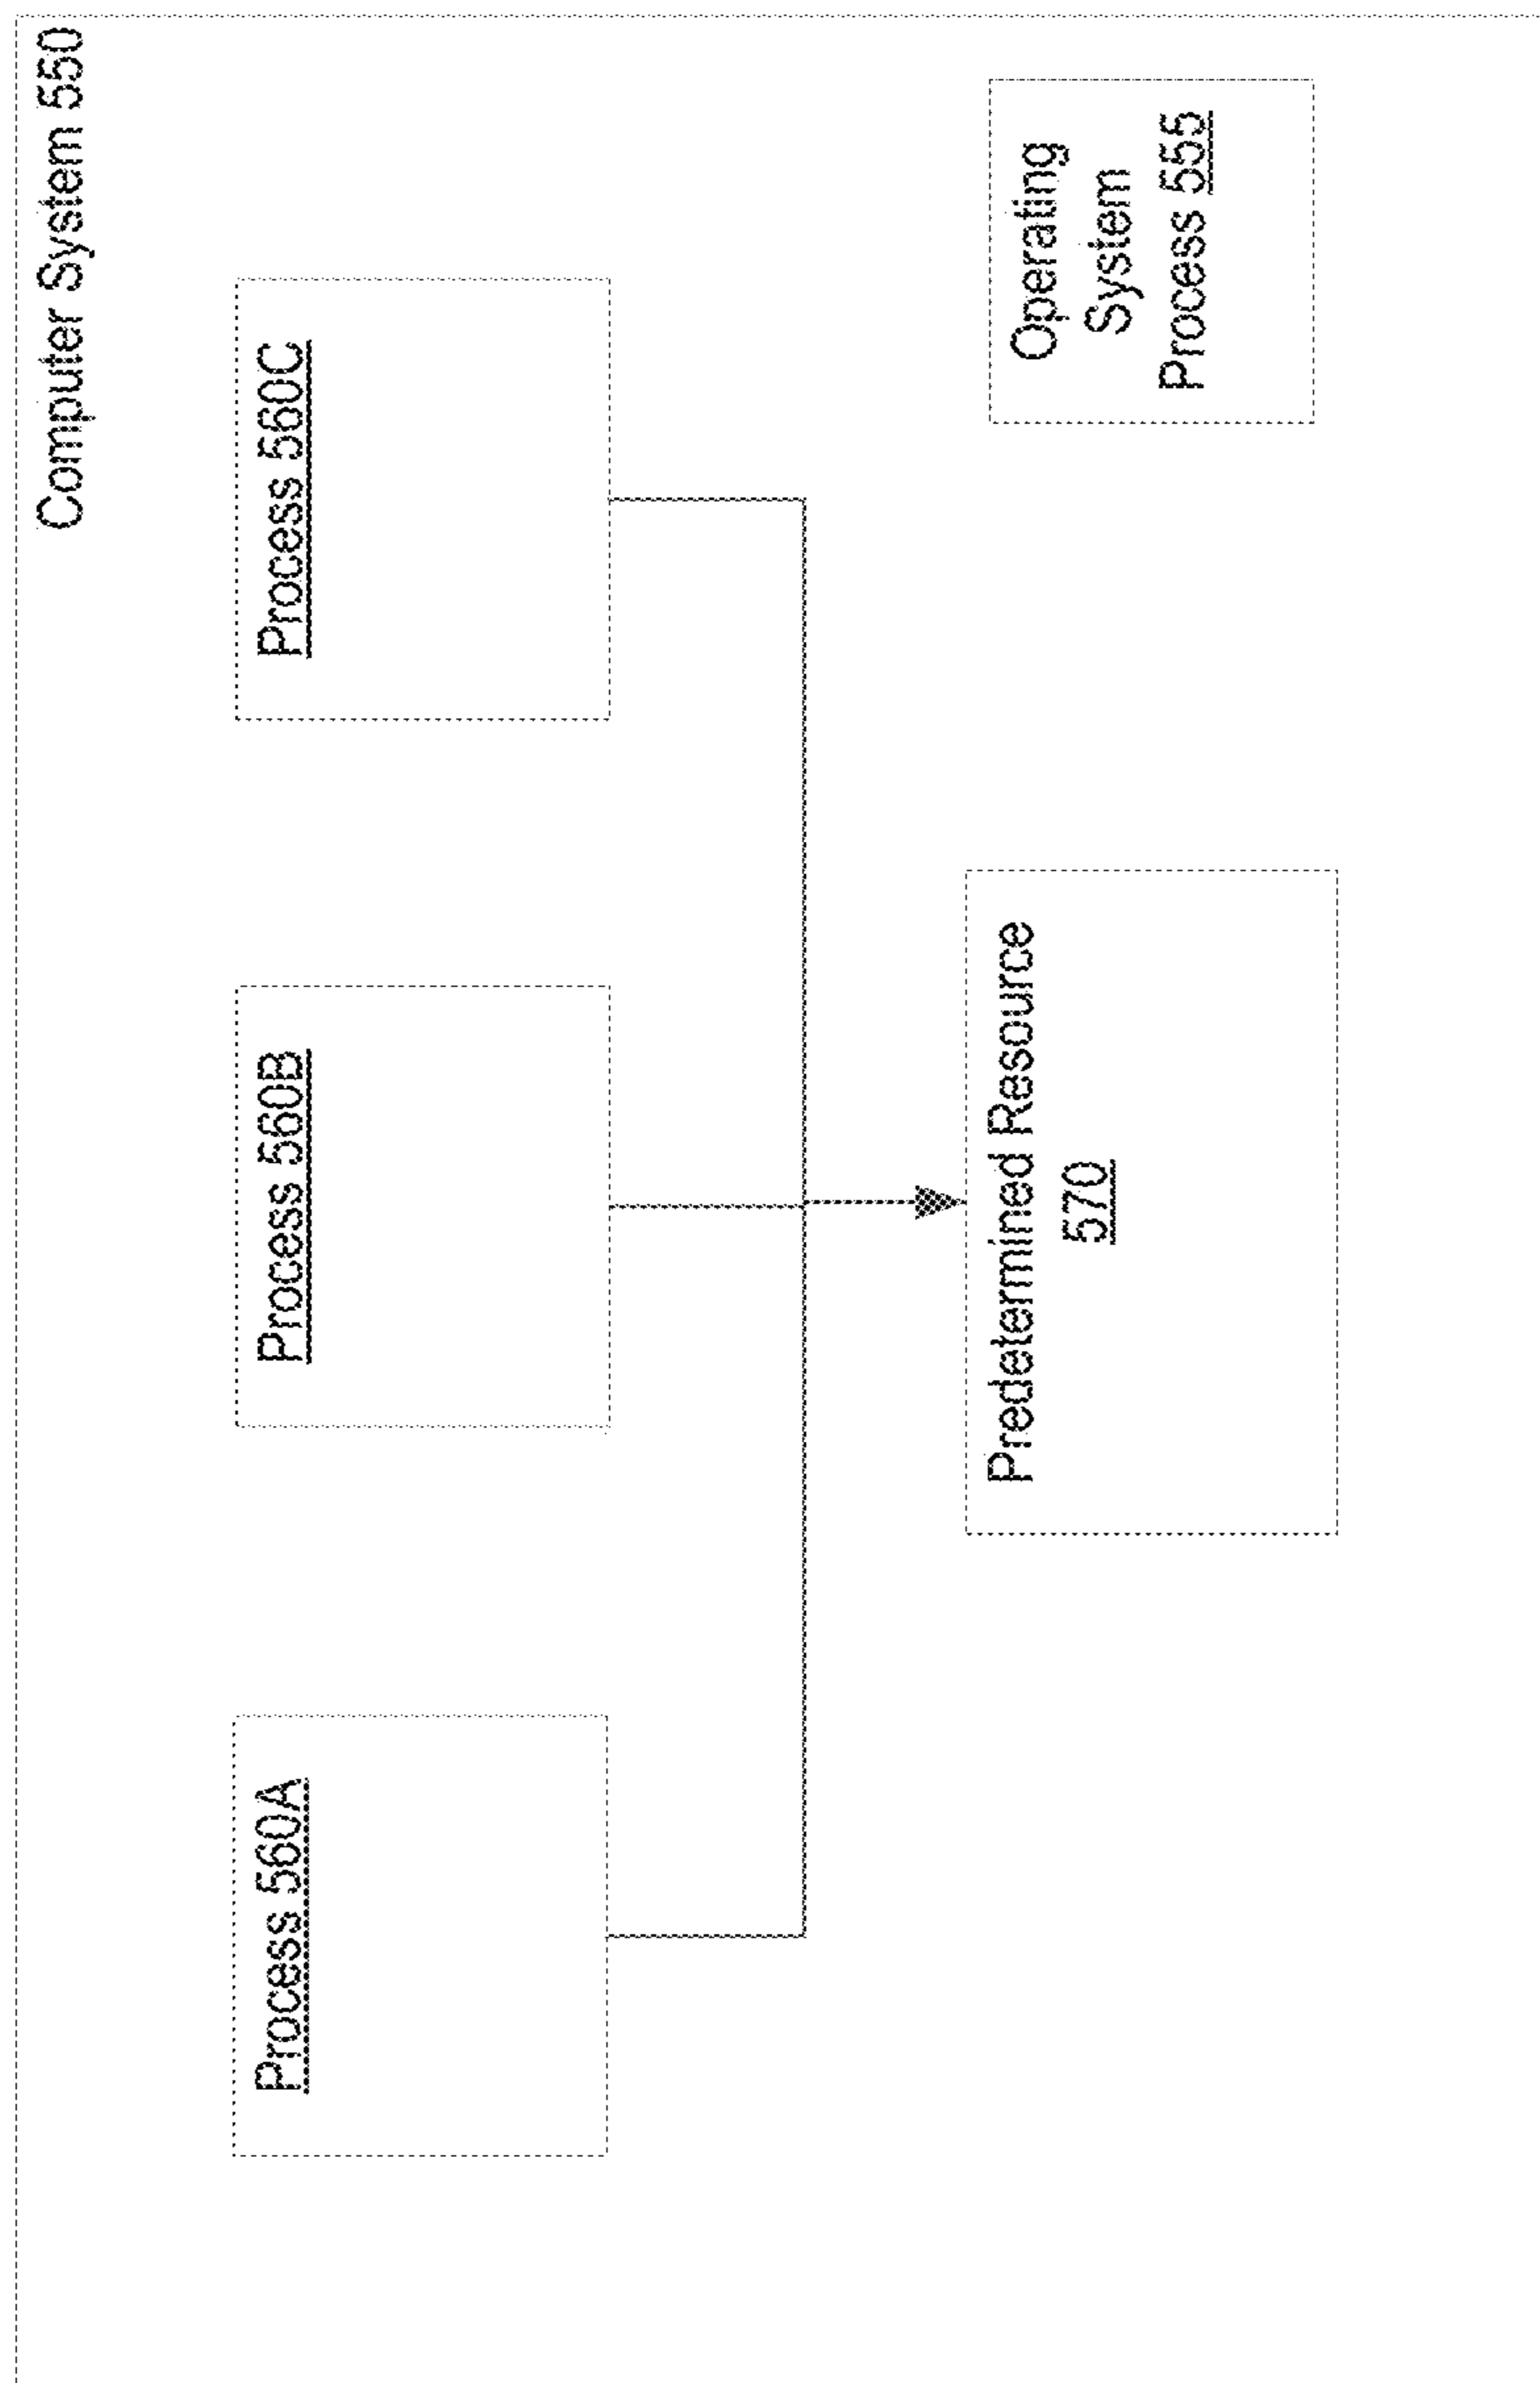 Computer System 550
Process 560A
Process 560B
Process 560C
Predetermined Resource
570
Operating
System
Process 555